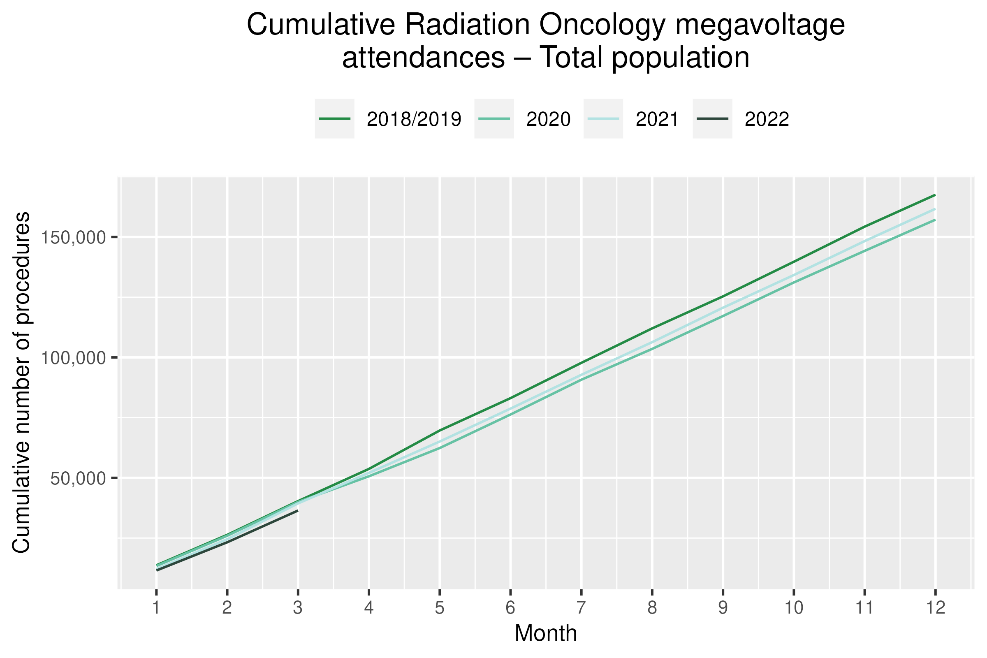 Cumulative Radiation Oncology megavoltage
attendances – Total population
2018/2019 2020 2021 2022
Cumulative number of procedures
150,000
100,000
50,000
1 2 3 4 5 6 7 8 9 10 11 12
Month